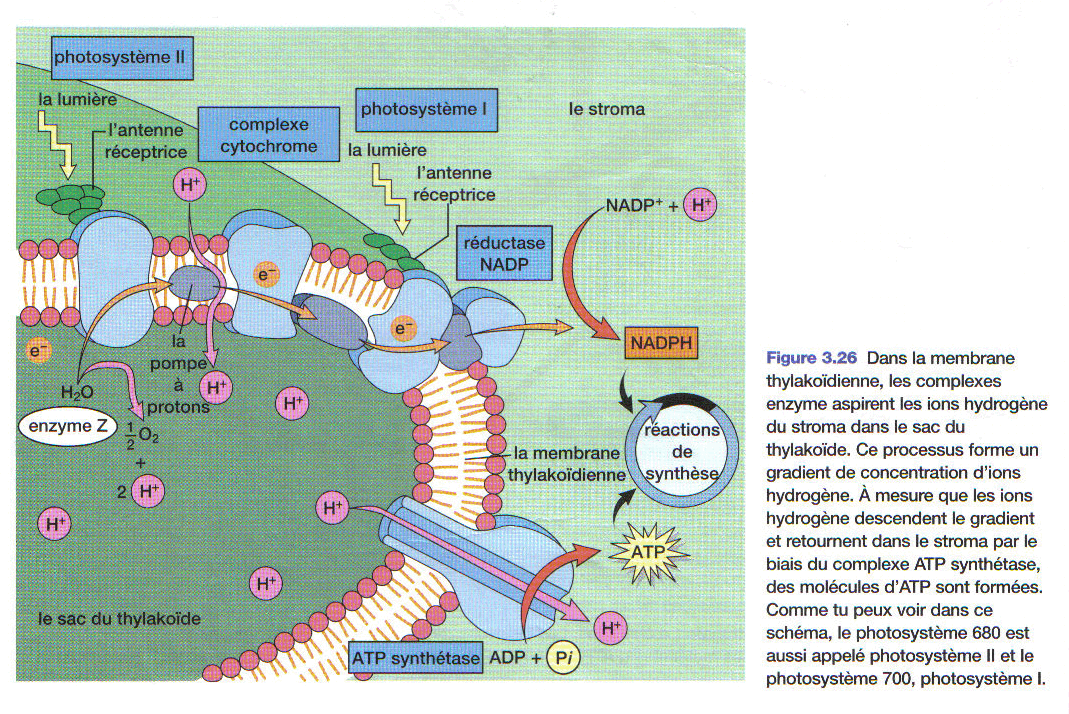 photosystème II
la lumière
l'antenne
réceptrice
complexe
cytochrome
photosystème I
le stroma
la lumière
l'antenne
réceptrice
H⁺
NADP⁺ + H⁺
réductase
NADP
e⁻
e⁻
NADPH
e⁻
la
pompe
à
protons
H⁺
H⁺
H₂O
enzyme Z
½O₂
+
2 H⁺
réactions
de
synthèse
la membrane
thylakoïdienne
H⁺
H⁺
ATP
H⁺
le sac du thylakoïde
H⁺
ATP synthétase
ADP + Pi
Figure 3.26 Dans la membrane
thylakoïdienne, les complexes
enzyme aspirent les ions hydrogène
du stroma dans le sac du
thylakoïde. Ce processus forme un
gradient de concentration d'ions
hydrogène. À mesure que les ions
hydrogène descendent le gradient
et retournent dans le stroma par le
biais du complexe ATP synthétase,
des molécules d'ATP sont formées.
Comme tu peux voir dans ce
schéma, le photosystème 680 est
aussi appelé photosystème II et le
photosystème 700, photosystème I.